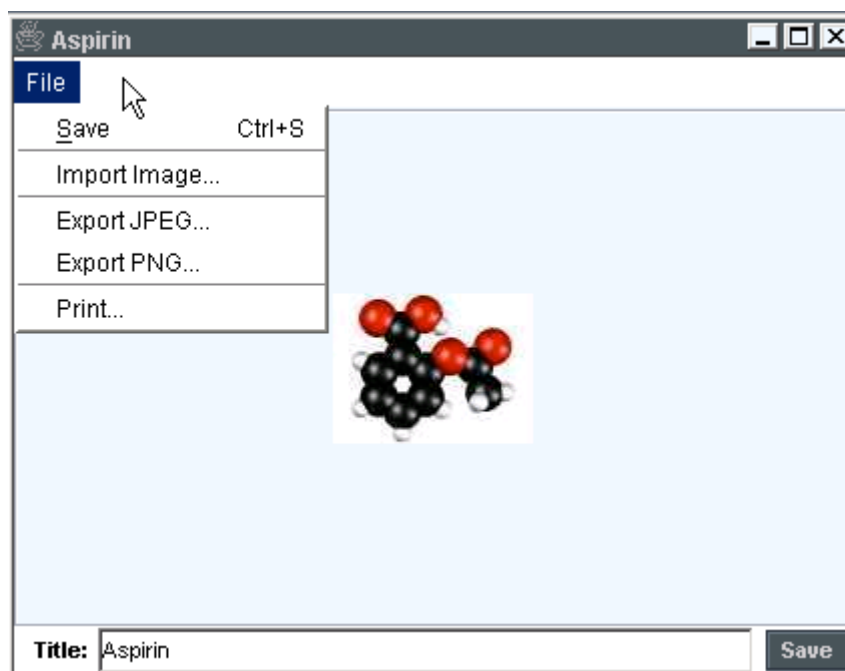 Aspirin
File
Save Ctrl+S
Import Image...
Export JPEG...
Export PNG...
Print...
Title: Aspirin Save